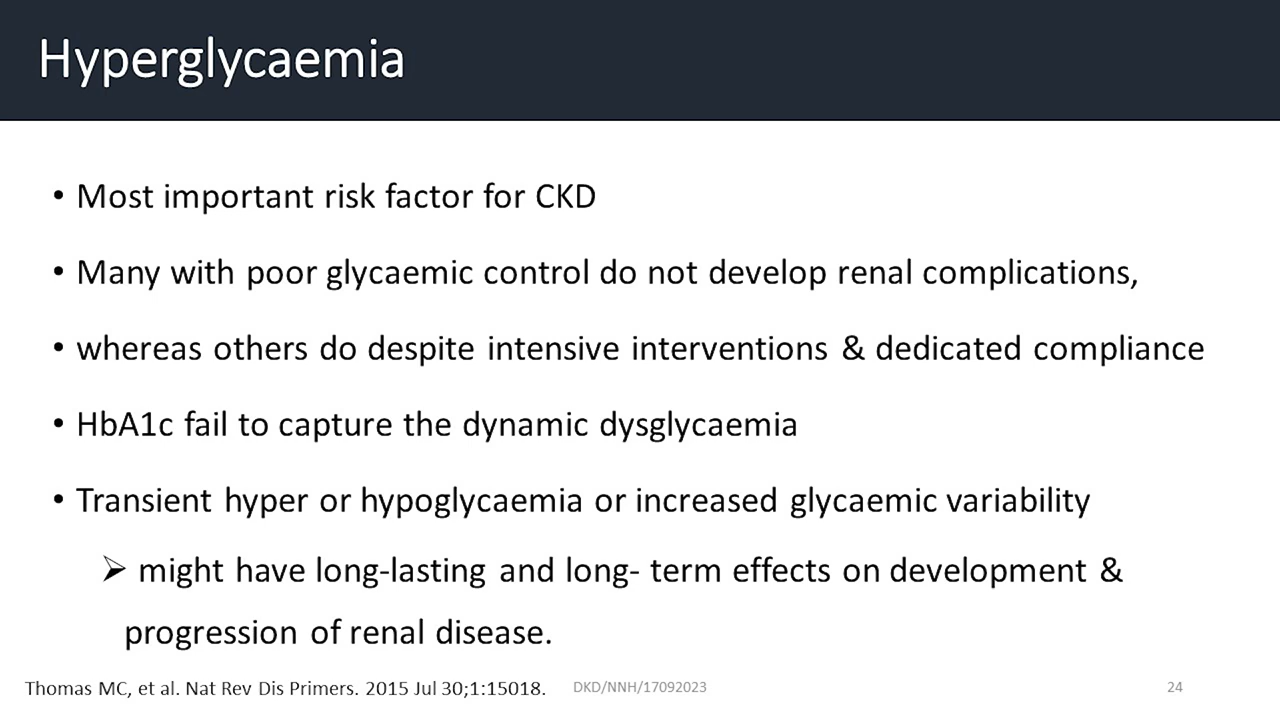 Hyperglycaemia
• Most important risk factor for CKD
• Many with poor glycaemic control do not develop renal complications,
• whereas others do despite intensive interventions & dedicated compliance
• HbA1c fail to capture the dynamic dysglycaemia
• Transient hyper or hypoglycaemia or increased glycaemic variability
➢ might have long-lasting and long- term effects on development &
progression of renal disease.
Thomas MC, et al. Nat Rev Dis Primers. 2015 Jul 30;1:15018.
DKD/NNH/17092023
24